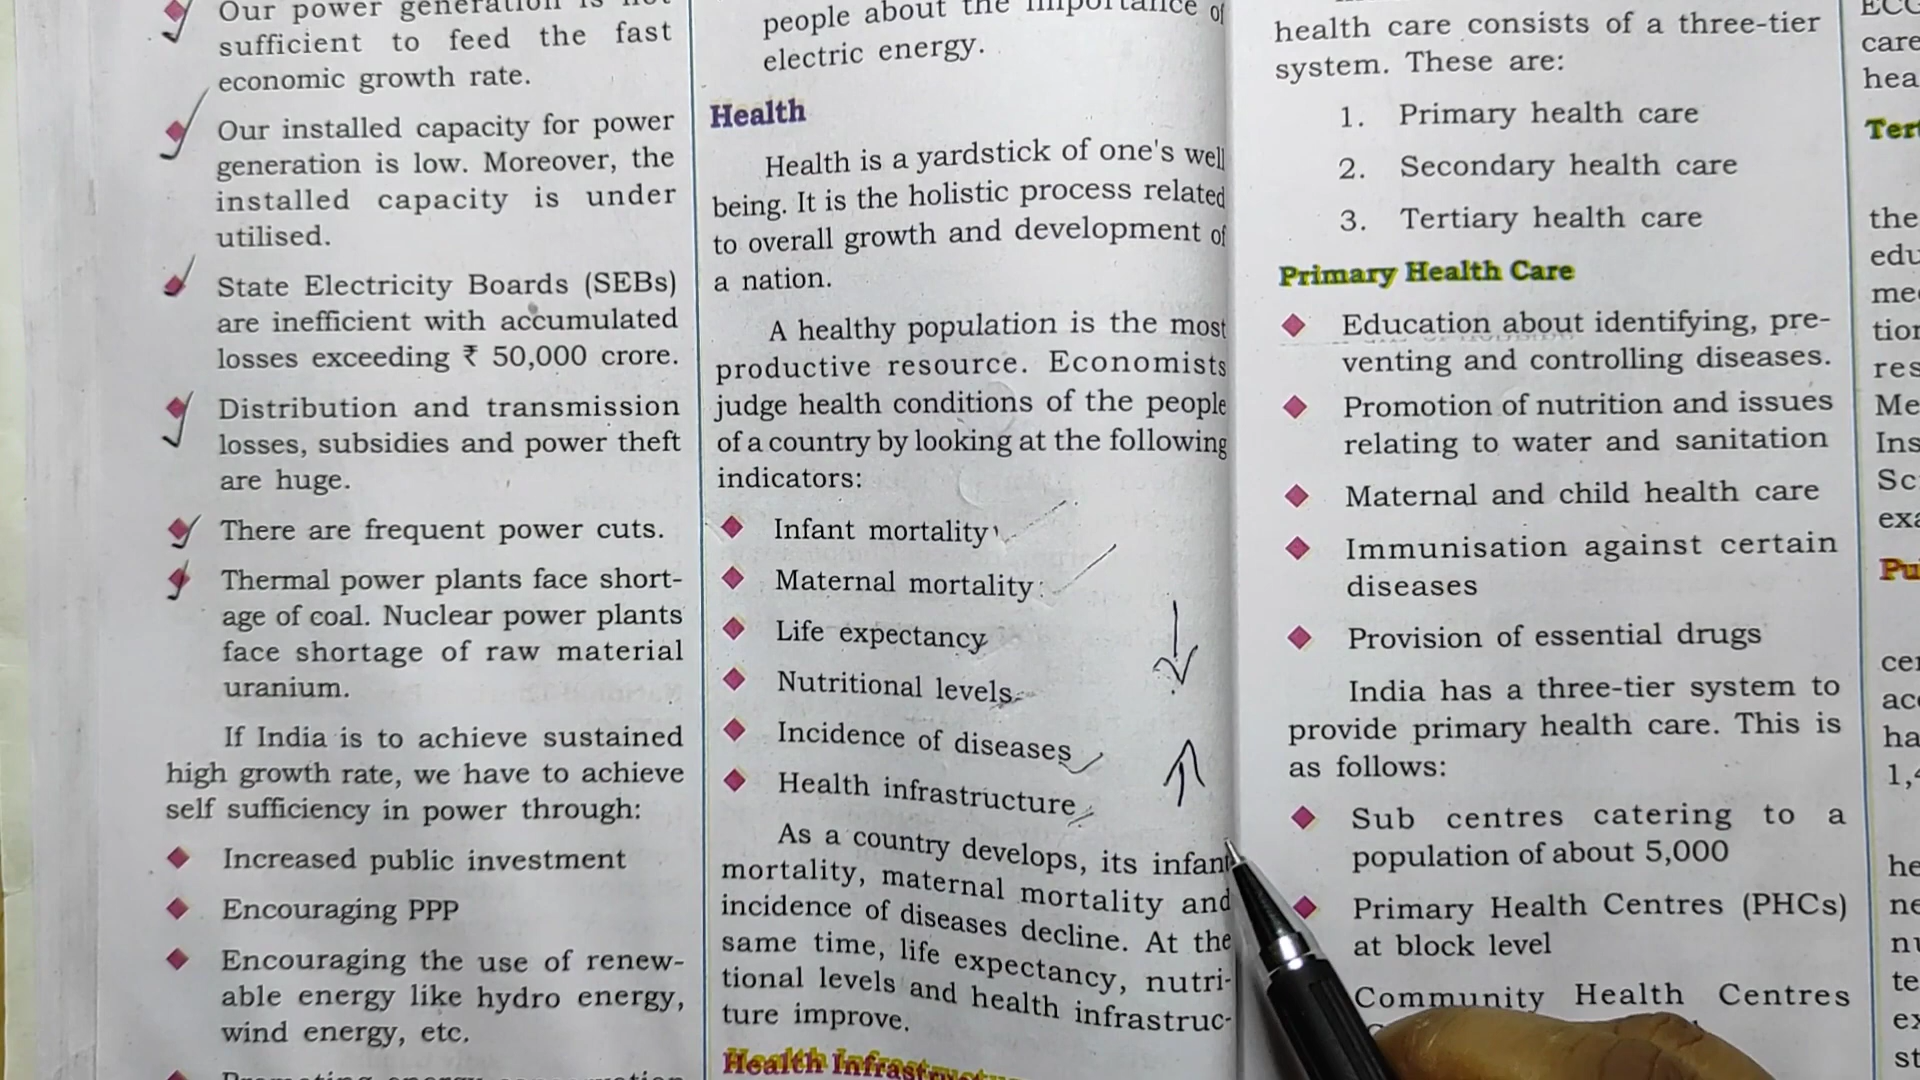 Our power generation is not
sufficient to feed the fast
economic growth rate.
Our installed capacity for power
generation is low. Moreover, the
installed capacity is under
utilised.
State Electricity Boards (SEBs)
are inefficient with accumulated
losses exceeding ₹ 50,000 crore.
Distribution and transmission
losses, subsidies and power theft
are huge.
There are frequent power cuts.
Thermal power plants face short-
age of coal. Nuclear power plants
face shortage of raw material
uranium.
If India is to achieve sustained
high growth rate, we have to achieve
self sufficiency in power through:
Increased public investment
Encouraging PPP
Encouraging the use of renew-
able energy like hydro energy,
wind energy, etc.
people about the importance of
electric energy.
Health
Health is a yardstick of one's well
being. It is the holistic process related
to overall growth and development of
a nation.
A healthy population is the most
productive resource. Economists
judge health conditions of the people
of a country by looking at the following
indicators:
Infant mortality
Maternal mortality
Life expectancy
Nutritional levels
Incidence of diseases
Health infrastructure
As a country develops, its infant
mortality, maternal mortality and
incidence of diseases decline. At the
same time, life expectancy, nutri-
tional levels and health infrastruc-
ture improve.
Health
health care consists of a three-tier
system. These are:
1. Primary health care
2. Secondary health care
3. Tertiary health care
Primary Health Care
Education about identifying, pre-
venting and controlling diseases.
Promotion of nutrition and issues
relating to water and sanitation
Maternal and child health care
Immunisation against certain
diseases
Provision of essential drugs
India has a three-tier system to
provide primary health care. This is
as follows:
Sub centres catering to a
population of about 5,000
Primary Health Centres (PHCs)
at block level
Community Health Centres
care
the